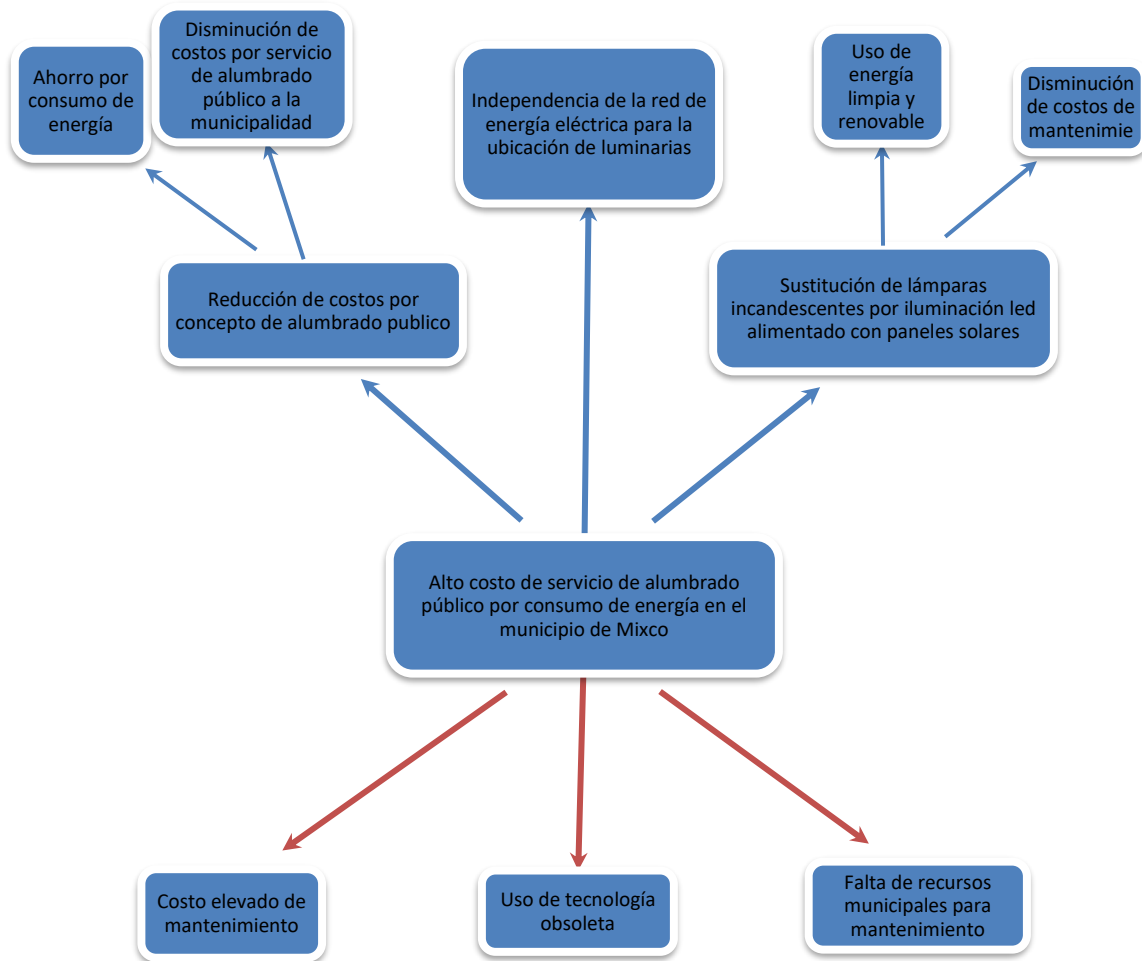 Ahorro por
consumo de
energía
Disminución de
costos por servicio
de alumbrado
público a la
municipalidad
Independencia de la red de
energía eléctrica para la
ubicación de luminarias
Uso de
energía
limpia y
renovable
Disminución
de costos de
mantenimie
Reducción de costos por
concepto de alumbrado publico
Sustitución de lámparas
incandescentes por iluminación led
alimentado con paneles solares
Alto costo de servicio de alumbrado
público por consumo de energía en el
municipio de Mixco
Costo elevado de
mantenimiento
Uso de tecnología
obsoleta
Falta de recursos
municipales para
mantenimiento